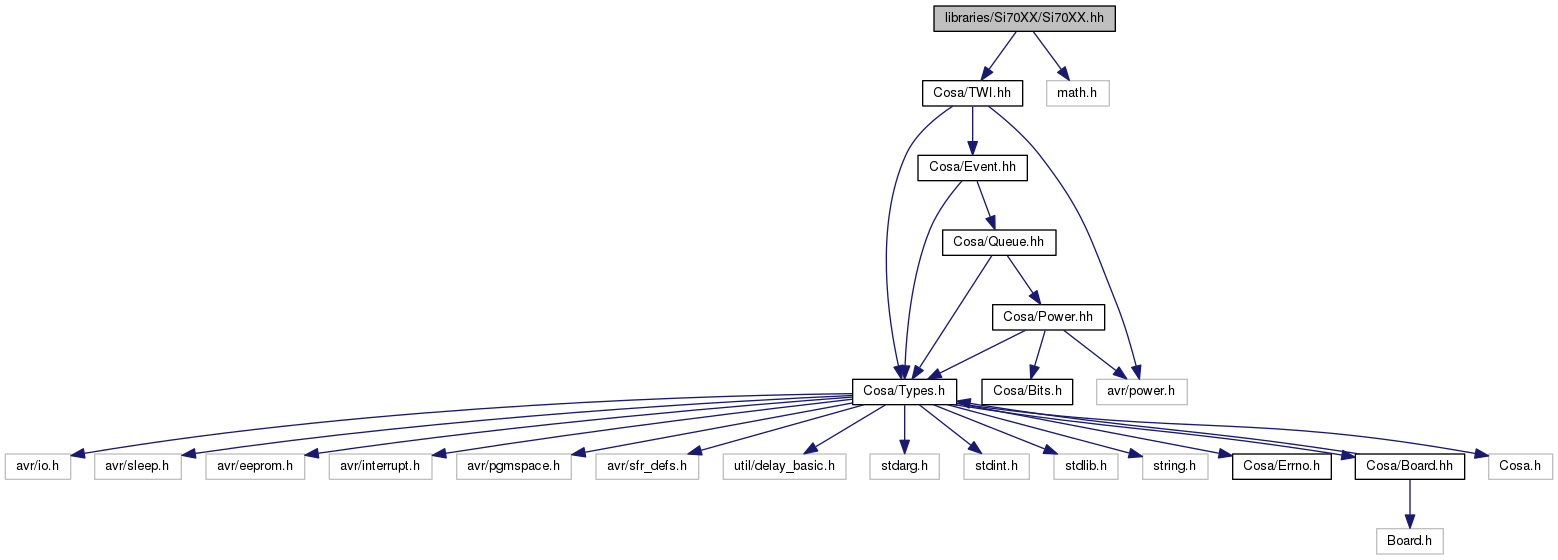 libraries/Si70XX/Si70XX.hh
Cosa/TWI.hh
math.h
Cosa/Event.hh
Cosa/Queue.hh
Cosa/Power.hh
Cosa/Types.h
Cosa/Bits.h
avr/power.h
avr/io.h
avr/sleep.h
avr/eeprom.h
avr/interrupt.h
avr/pgmspace.h
avr/sfr_defs.h
util/delay_basic.h
stdarg.h
stdint.h
stdlib.h
string.h
Cosa/Errno.h
Cosa/Board.hh
Cosa.h
Board.h